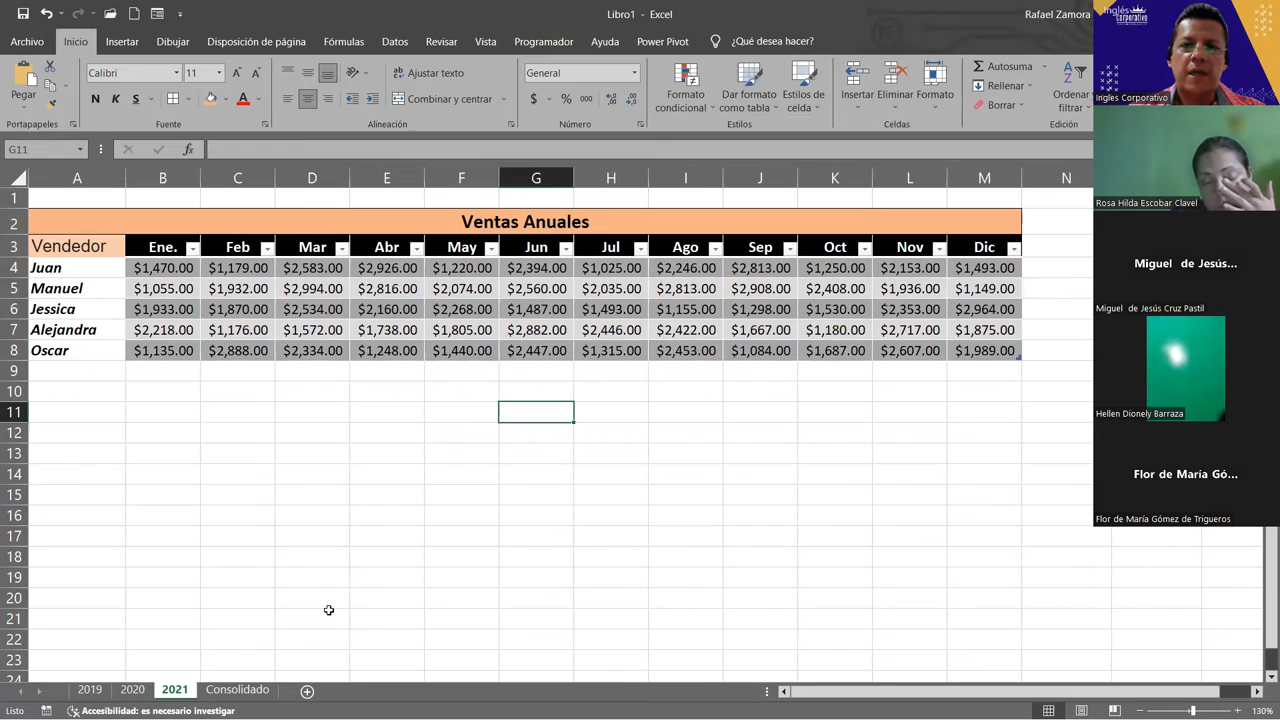 Libro1 - Excel
Rafael Zamora
Archivo Inicio Insertar Dibujar Disposición de página Fórmulas Datos Revisar Vista Programador Ayuda Power Pivot ¿Qué desea hacer?
Pegar
Calibri 11
N K S
Ajustar texto
Combinar y centrar
General
$ % 000
Formato condicional
Dar formato como tabla
Estilos de celda
Insertar Eliminar Formato
Autosuma
Rellenar
Borrar
Ordenar filtrar
Portapapeles Fuente Alineación Número Estilos Celdas Edición
G11 fx
A B C D E F G H I J K L M N
1
2 Ventas Anuales
3 Vendedor Ene. Feb Mar Abr May Jun Jul Ago Sep Oct Nov Dic
4 Juan $1,470.00 $1,179.00 $2,583.00 $2,926.00 $1,220.00 $2,394.00 $1,025.00 $2,246.00 $2,813.00 $1,250.00 $2,153.00 $1,493.00
5 Manuel $1,055.00 $1,932.00 $2,994.00 $2,816.00 $2,074.00 $2,560.00 $2,035.00 $2,813.00 $2,908.00 $2,408.00 $1,936.00 $1,149.00
6 Jessica $1,933.00 $1,870.00 $2,534.00 $2,160.00 $2,268.00 $1,487.00 $1,493.00 $1,155.00 $1,298.00 $1,530.00 $2,353.00 $2,964.00
7 Alejandra $2,218.00 $1,176.00 $1,572.00 $1,738.00 $1,805.00 $2,882.00 $2,446.00 $2,422.00 $1,667.00 $1,180.00 $2,717.00 $1,875.00
8 Oscar $1,135.00 $2,888.00 $2,334.00 $1,248.00 $1,440.00 $2,447.00 $1,315.00 $2,453.00 $1,084.00 $1,687.00 $2,607.00 $1,989.00
9
10
11
12
13
14
15
16
17
18
19
20
21
22
23
24
2019 2020 2021 Consolidado
Listo Accesibilidad: es necesario investigar 130%
Inglés Corporativo
Ingles Corporativo
Rosa Hilda Escobar Clavel
Miguel de Jesús...
Miguel de Jesús Cruz Pastil
Hellen Dionely Barraza
Flor de María Gó...
Flor de María Gómez de Trigueros